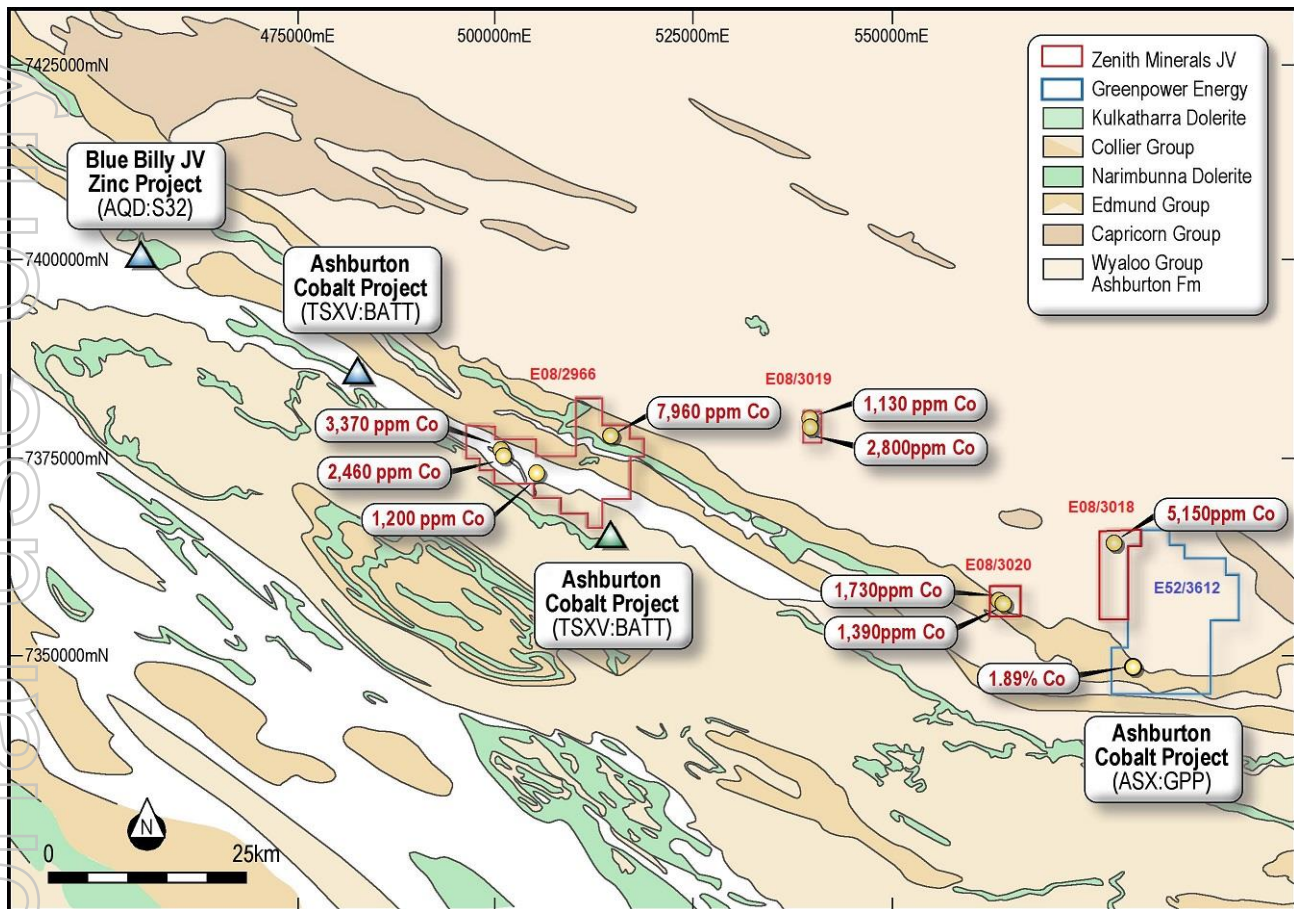 475000mE
500000mE
525000mE
550000mE
7425000mN
7400000mN
7375000mN
7350000mN
Zenith Minerals JV
Greenpower Energy
Kulkatharra Dolerite
Collier Group
Narimbunna Dolerite
Edmund Group
Capricorn Group
Wyaloo Group
Ashburton Fm
Blue Billy JV
Zinc Project
(AQD:S32)
Ashburton
Cobalt Project
(TSXV:BATT)
E08/2966
E08/3019
7,960 ppm Co
1,130 ppm Co
2,800ppm Co
3,370 ppm Co
2,460 ppm Co
1,200 ppm Co
Ashburton
Cobalt Project
(TSXV:BATT)
E08/3018
5,150ppm Co
E08/3020
1,730ppm Co
1,390ppm Co
E52/3612
1.89% Co
Ashburton
Cobalt Project
(ASX:GPP)
N
0
25km